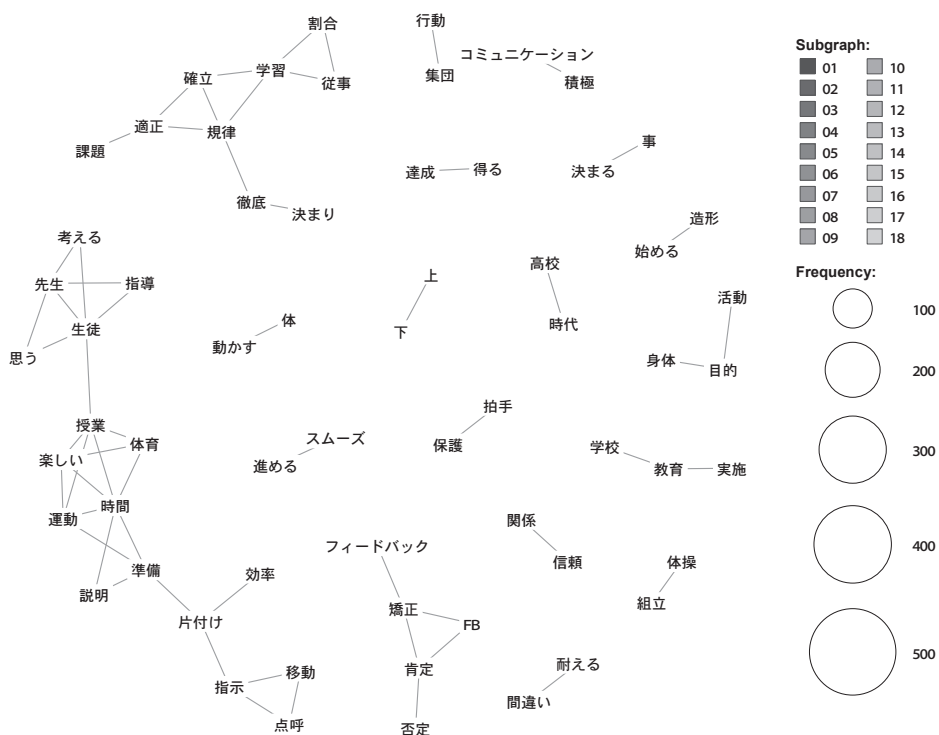 割合
行動
コミュニケーション
学習
確立
従事
集団
積極
適正
規律
課題
事
達成
得る
決まる
徹底
決まり
造形
考える
始める
高校
上
先生
指導
活動
体
時代
生徒
下
動かす
思う
身体
目的
拍手
授業
体育
スムーズ
保護
学校
楽しい
進める
教育
実施
時間
運動
関係
フィードバック
信頼
体操
準備
効率
説明
矯正
組立
片付け
FB
耐える
移動
肯定
指示
間違い
点呼
否定
Subgraph:
01 10
02 11
03 12
04 13
05 14
06 15
07 16
08 17
09 18
Frequency:
100
200
300
400
500